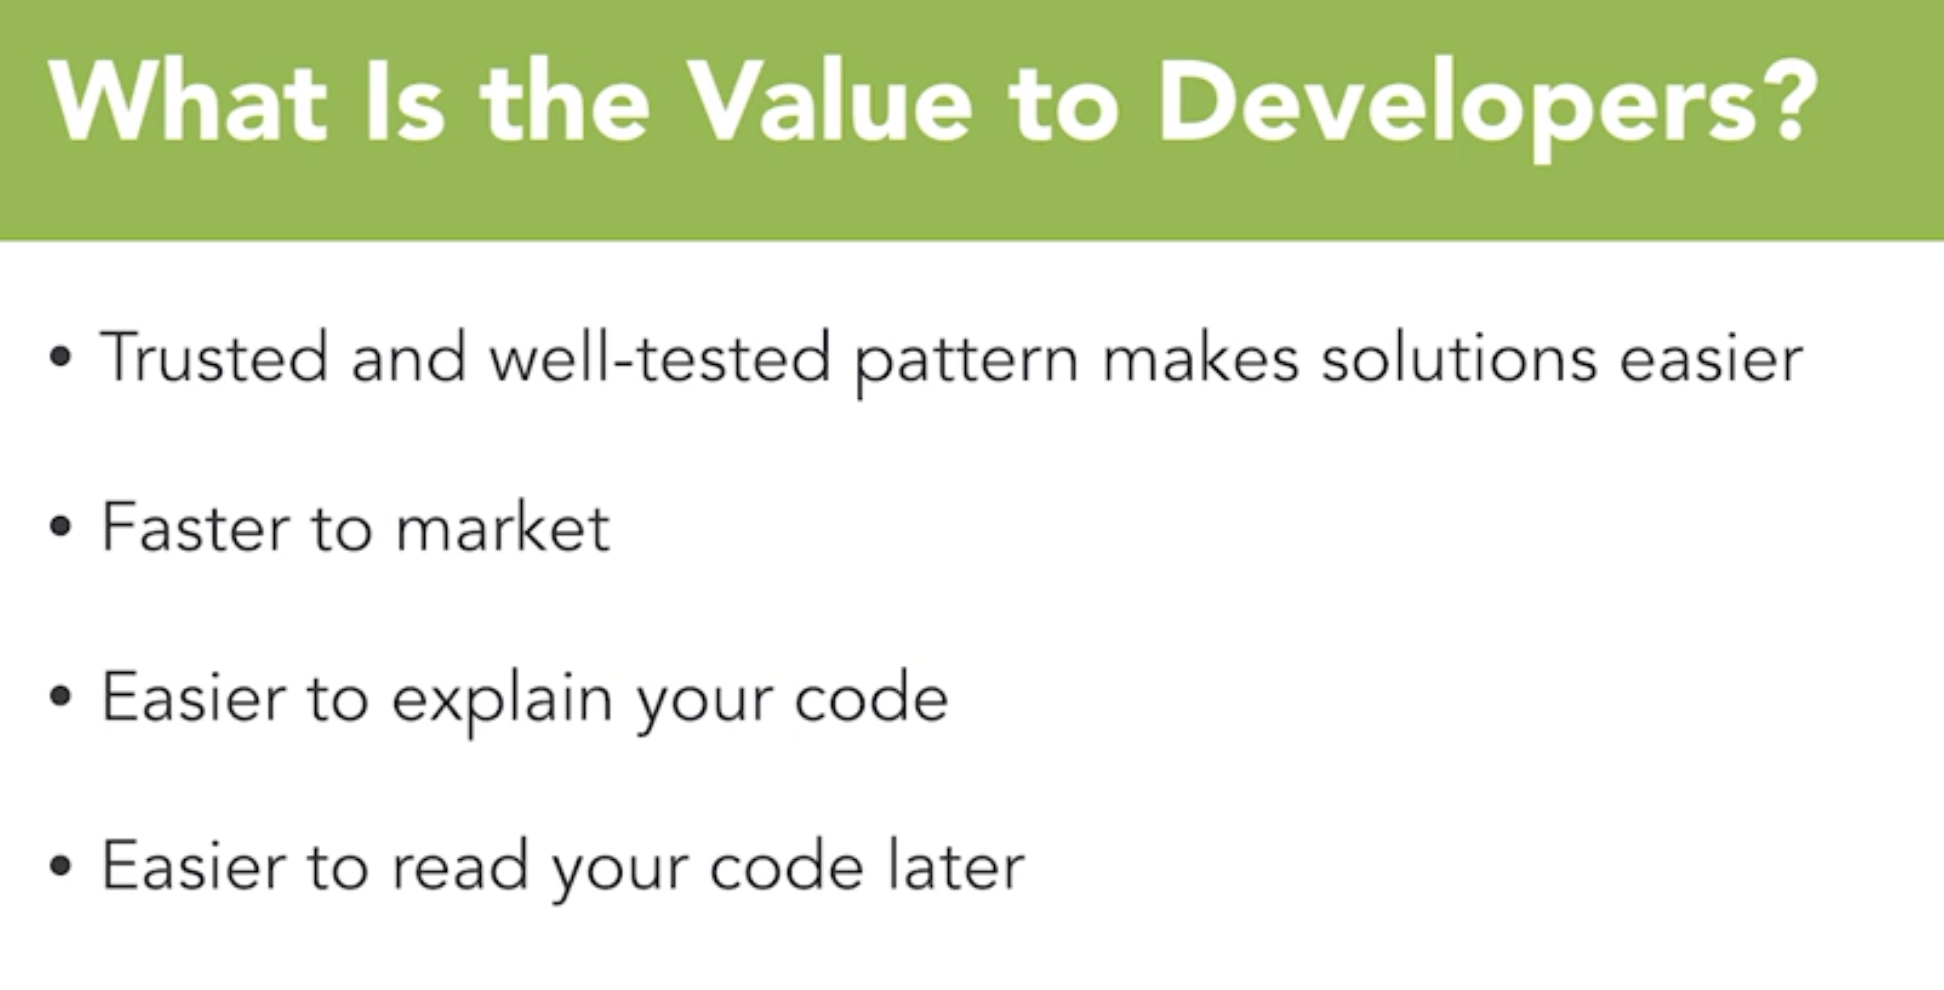 What Is the Value to Developers?
• Trusted and well-tested pattern makes solutions easier
• Faster to market
• Easier to explain your code
• Easier to read your code later